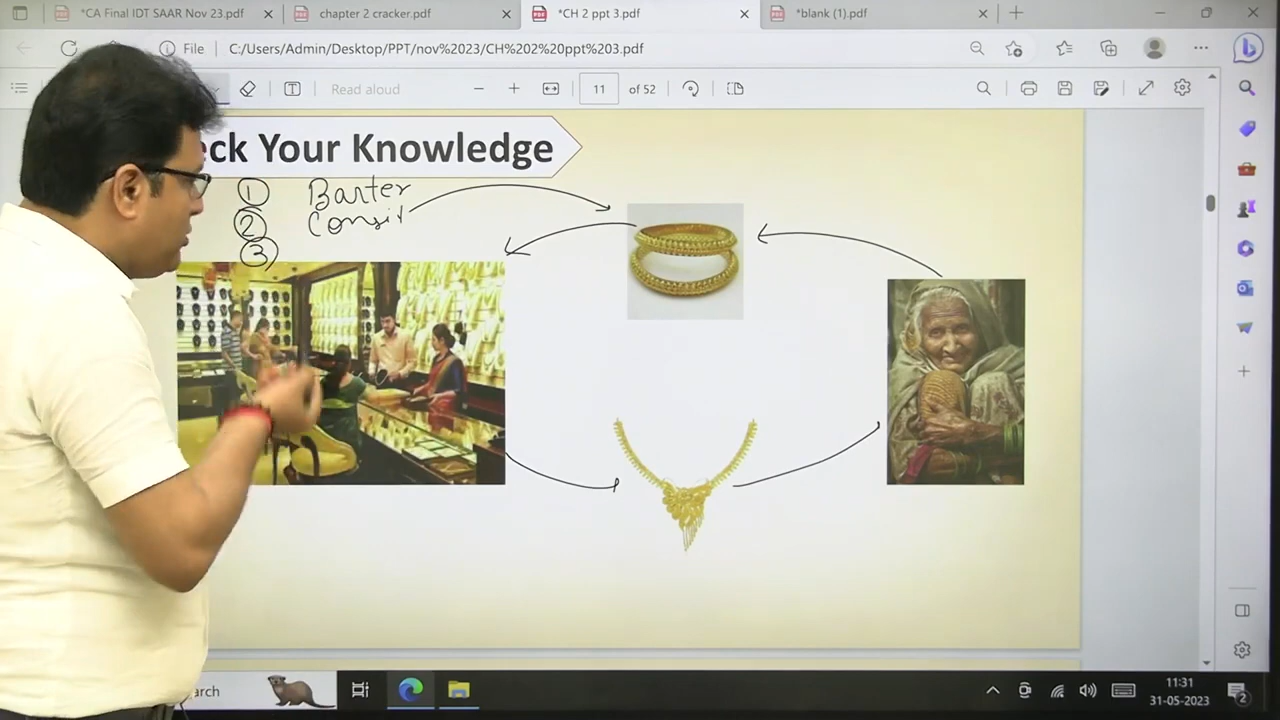 *CA Final IDT SAAR Nov 23.pdf
chapter 2 cracker.pdf
*CH 2 ppt 3.pdf
*blank (1).pdf
File
C:/Users/Admin/Desktop/PPT/nov%2023/CH%202%20ppt%203.pdf
Read aloud
11
of 52
eck Your Knowledge
1 Barter
2
3
arch
11:31
31-05-2023
2